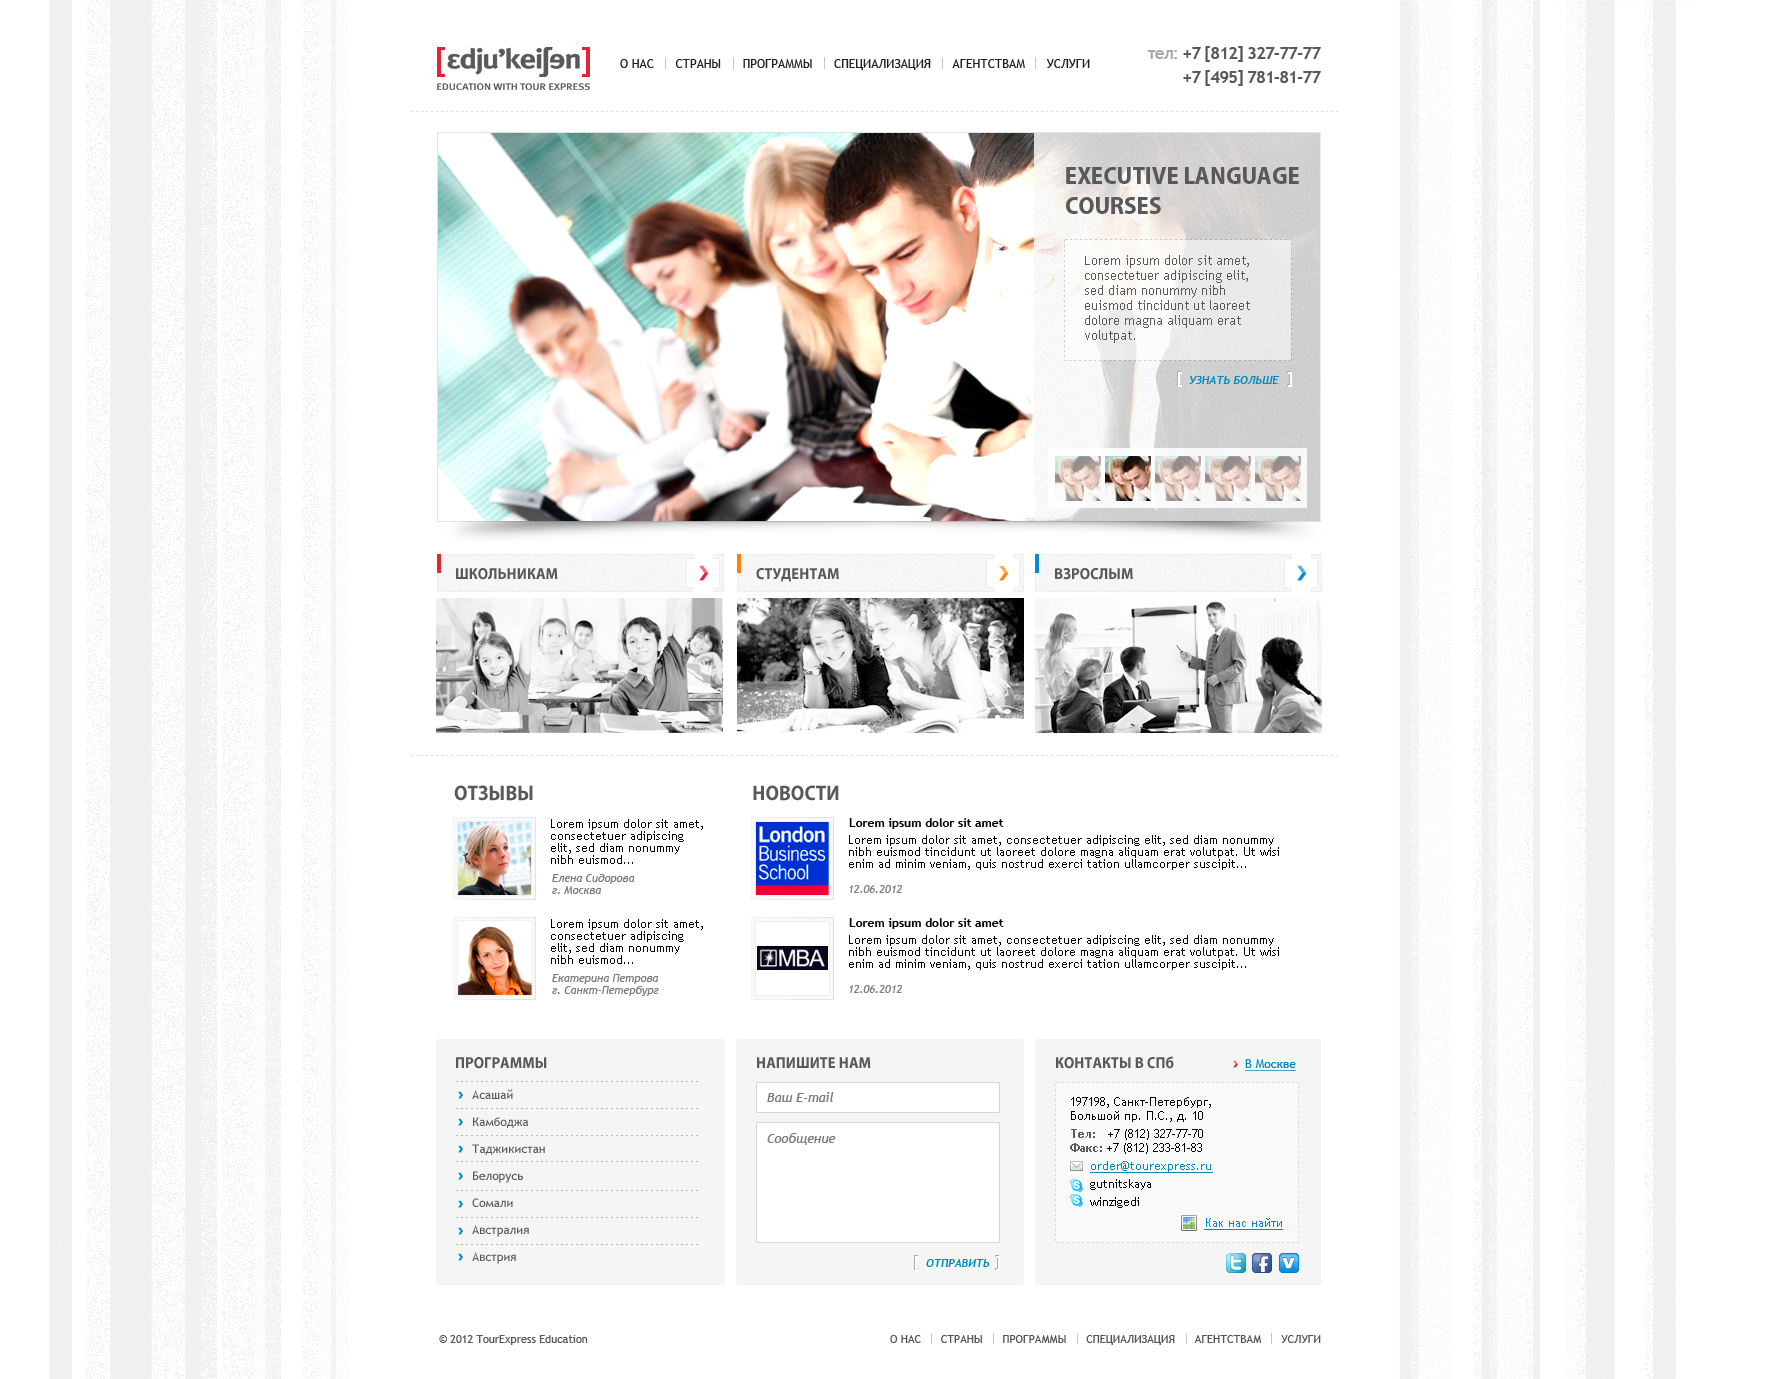 [ɛdju'keiʃɘn]
EDUCATION WITH TOUR EXPRESS
О НАС
СТРАНЫ
ПРОГРАММЫ
СПЕЦИАЛИЗАЦИЯ
АГЕНТСТВАМ
УСЛУГИ
тел: +7 [812] 327-77-77
+7 [495] 781-81-77
EXECUTIVE LANGUAGE
COURSES
Lorem ipsum dolor sit amet,
consectetuer adipiscing elit,
sed diam nonummy nibh
euismod tincidunt ut laoreet
dolore magna aliquam erat
volutpat.
[ УЗНАТЬ БОЛЬШЕ ]
ШКОЛЬНИКАМ
СТУДЕНТАМ
ВЗРОСЛЫМ
ОТЗЫВЫ
Lorem ipsum dolor sit amet,
consectetuer adipiscing
elit, sed diam nonummy
nibh euismod...
Елена Сидорова
г. Москва
Lorem ipsum dolor sit amet,
consectetuer adipiscing
elit, sed diam nonummy
nibh euismod...
Екатерина Петрова
г. Санкт-Петербург
НОВОСТИ
London
Business
School
Lorem ipsum dolor sit amet
Lorem ipsum dolor sit amet, consectetuer adipiscing elit, sed diam nonummy
nibh euismod tincidunt ut laoreet dolore magna aliquam erat volutpat. Ut wisi
enim ad minim veniam, quis nostrud exerci tation ullamcorper suscipit...
12.06.2012
MBA
Lorem ipsum dolor sit amet
Lorem ipsum dolor sit amet, consectetuer adipiscing elit, sed diam nonummy
nibh euismod tincidunt ut laoreet dolore magna aliquam erat volutpat. Ut wisi
enim ad minim veniam, quis nostrud exerci tation ullamcorper suscipit...
12.06.2012
ПРОГРАММЫ
Асашай
Камбоджа
Таджикистан
Белорусь
Сомали
Австралия
Австрия
НАПИШИТЕ НАМ
Ваш E-mail
Сообщение
[ ОТПРАВИТЬ ]
КОНТАКТЫ В СПб
В Москве
197198, Санкт-Петербург,
Большой пр. П.С., д. 10
Тел: +7 (812) 327-77-70
Факс: +7 (812) 233-81-83
order@tourexpress.ru
gutnitskaya
winzigedi
Как нас найти
© 2012 TourExpress Education
О НАС
СТРАНЫ
ПРОГРАММЫ
СПЕЦИАЛИЗАЦИЯ
АГЕНТСТВАМ
УСЛУГИ